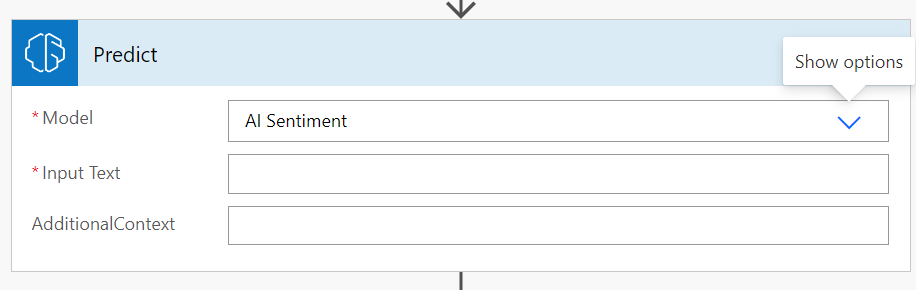 Predict
Show options
* Model
AI Sentiment
* Input Text
AdditionalContext